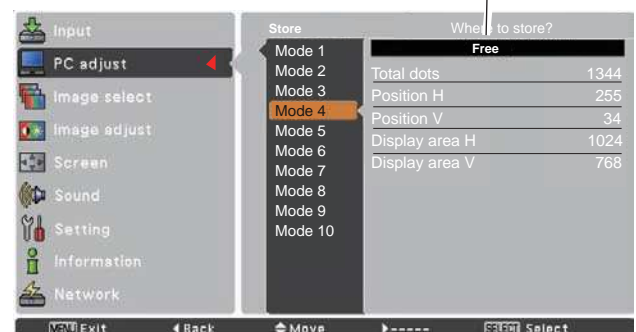 Input
PC adjust
Image select
Image adjust
Screen
Sound
Setting
Information
Network
Store
Mode 1
Mode 2
Mode 3
Mode 4
Mode 5
Mode 6
Mode 7
Mode 8
Mode 9
Mode 10
Where to store?
Free
Total dots 1344
Position H 255
Position V 34
Display area H 1024
Display area V 768
MENU Exit Back Move ----- SELECT Select